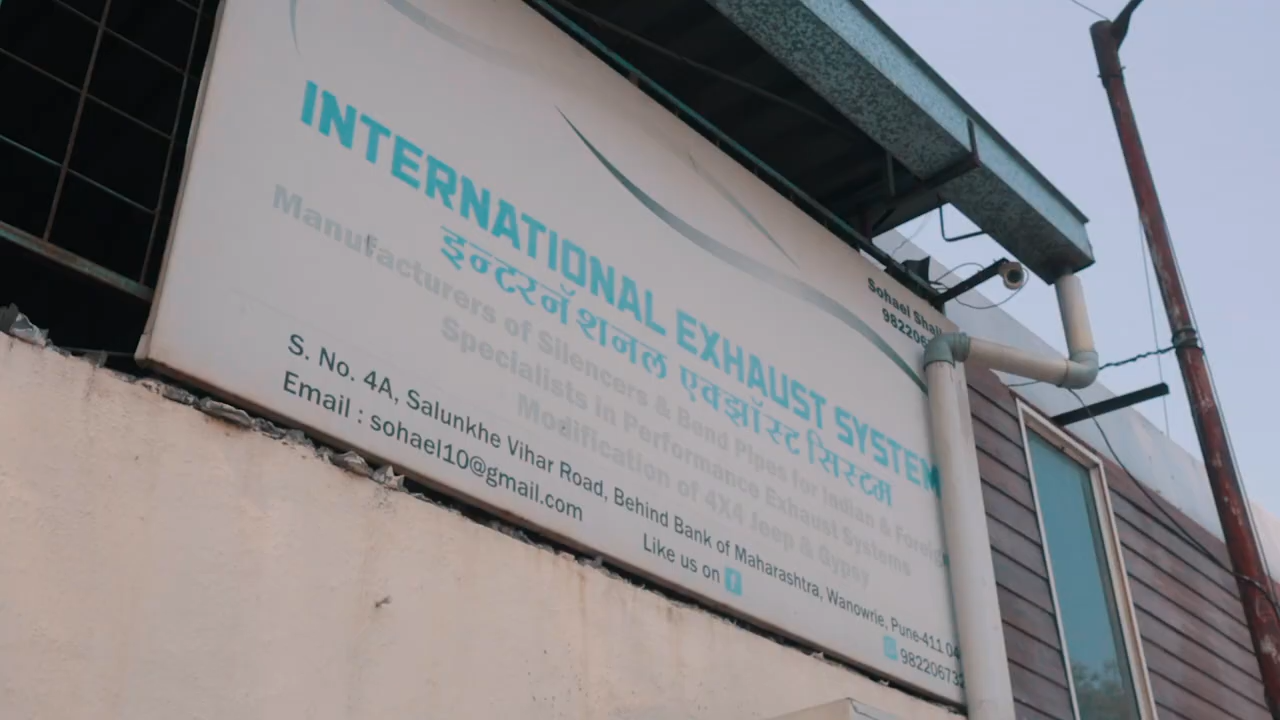 INTERNATIONAL EXHAUST SYSTEM
इन्टरनॅशनल एक्झॉस्ट सिस्टम
Manufacturers of Silencers & Bend Pipes for Indian & Foreign
Specialists in Performance Exhaust Systems
Modification of 4X4 Jeep & Gypsy
S. No. 4A, Salunkhe Vihar Road, Behind Bank of Maharashtra, Wanowrie, Pune-411 04
Email : sohael10@gmail.com
Like us on f
Sohael
982206
98220673